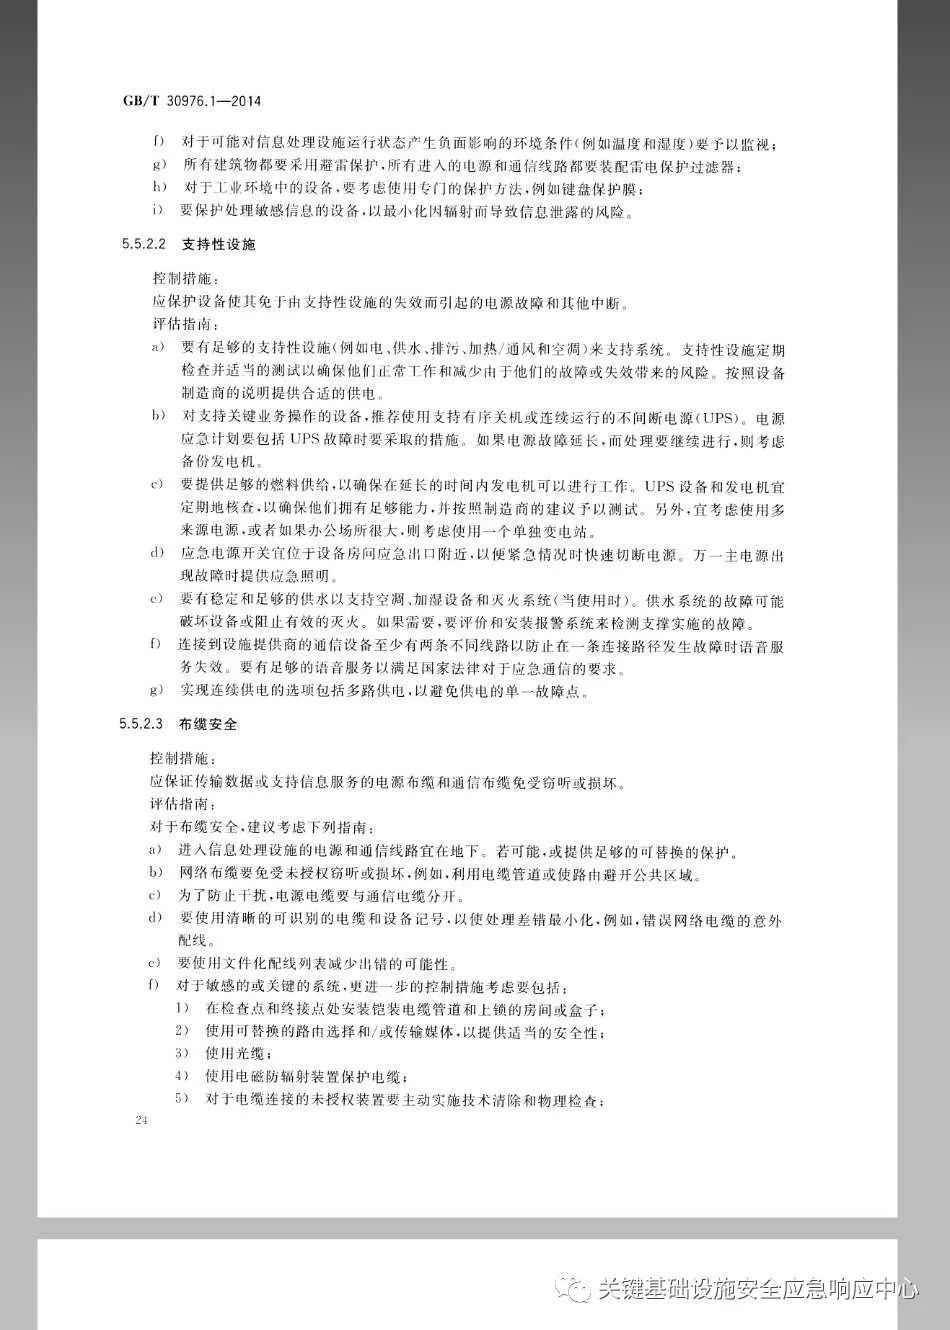 GB/T 30976.1—2014
f) 对于可能对信息处理设施运行状态产生负面影响的环境条件(例如温度和湿度)要予以监视;
g) 所有建筑物都要采用避雷保护,所有进入的电源和通信线路都要装配雷电保护过滤器;
h) 对于工业环境中的设备,要考虑使用专门的保护方法,例如键盘保护膜;
i) 要保护处理敏感信息的设备,以最小化因辐射而导致信息泄露的风险。
5.5.2.2 支持性设施
控制措施:
应保护设备使其免于由支持性设施的失效而引起的电源故障和其他中断。
评估指南:
a) 要有足够的支持性设施(例如电、供水、排污、加热/通风和空调)来支持系统。支持性设施定期
检查并适当的测试以确保他们正常工作和减少由于他们的故障或失效带来的风险。按照设备
制造商的说明提供合适的供电。
b) 对支持关键业务操作的设备,推荐使用支持有序关机或连续运行的不间断电源(UPS)。电源
应急计划要包括 UPS 故障时要采取的措施。如果电源故障延长,而处理要继续进行,则考虑
备份发电机。
c) 要提供足够的燃料供给,以确保在延长的时间内发电机可以进行工作。UPS 设备和发电机宜
定期地核查,以确保他们拥有足够能力,并按照制造商的建议予以测试。另外,宜考虑使用多
来源电源,或者如果办公场所很大,则考虑使用一个单独变电站。
d) 应急电源开关宜位于设备房间应急出口附近,以便紧急情况时快速切断电源。万一主电源出
现故障时提供应急照明。
e) 要有稳定和足够的供水以支持空调、加湿设备和灭火系统(当使用时)。供水系统的故障可能
破坏设备或阻止有效的灭火。如果需要,要评价和安装报警系统来检测支撑实施的故障。
f) 连接到设施提供商的通信设备至少有两条不同线路以防止在一条连接路径发生故障时语音服
务失效。要有足够的语音服务以满足国家法律对于应急通信的要求。
g) 实现连续供电的选项包括多路供电,以避免供电的单一故障点。
5.5.2.3 布缆安全
控制措施:
应保证传输数据或支持信息服务的电源布缆和通信布缆免受窃听或损坏。
评估指南:
对于布缆安全,建议考虑下列指南:
a) 进入信息处理设施的电源和通信线路宜在地下。若可能,或提供足够的可替换的保护。
b) 网络布缆要免受未授权窃听或损坏,例如,利用电缆管道或使路由避开公共区域。
c) 为了防止干扰,电源电缆要与通信电缆分开。
d) 要使用清晰的可识别的电缆和设备记号,以使处理差错最小化,例如,错误网络电缆的意外
配线。
e) 要使用文件化配线列表减少出错的可能性。
f) 对于敏感的或关键的系统,更进一步的控制措施考虑要包括:
1) 在检查点和终接点处安装铠装电缆管道和上锁的房间或盒子;
2) 使用可替换的路由选择和/或传输媒体,以提供适当的安全性;
3) 使用光缆;
4) 使用电磁防辐射装置保护电缆;
5) 对于电缆连接的未授权装置要主动实施技术清除和物理检查;
24
关键基础设施安全应急响应中心